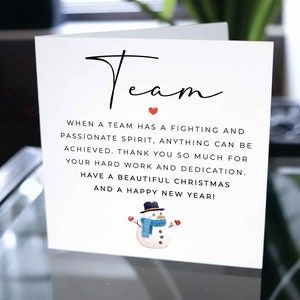 Team
WHEN A TEAM HAS A FIGHTING AND
PASSIONATE SPIRIT, ANYTHING CAN BE
ACHIEVED. THANK YOU SO MUCH FOR
YOUR HARD WORK AND DEDICATION.
HAVE A BEAUTIFUL CHRISTMAS
AND A HAPPY NEW YEAR!